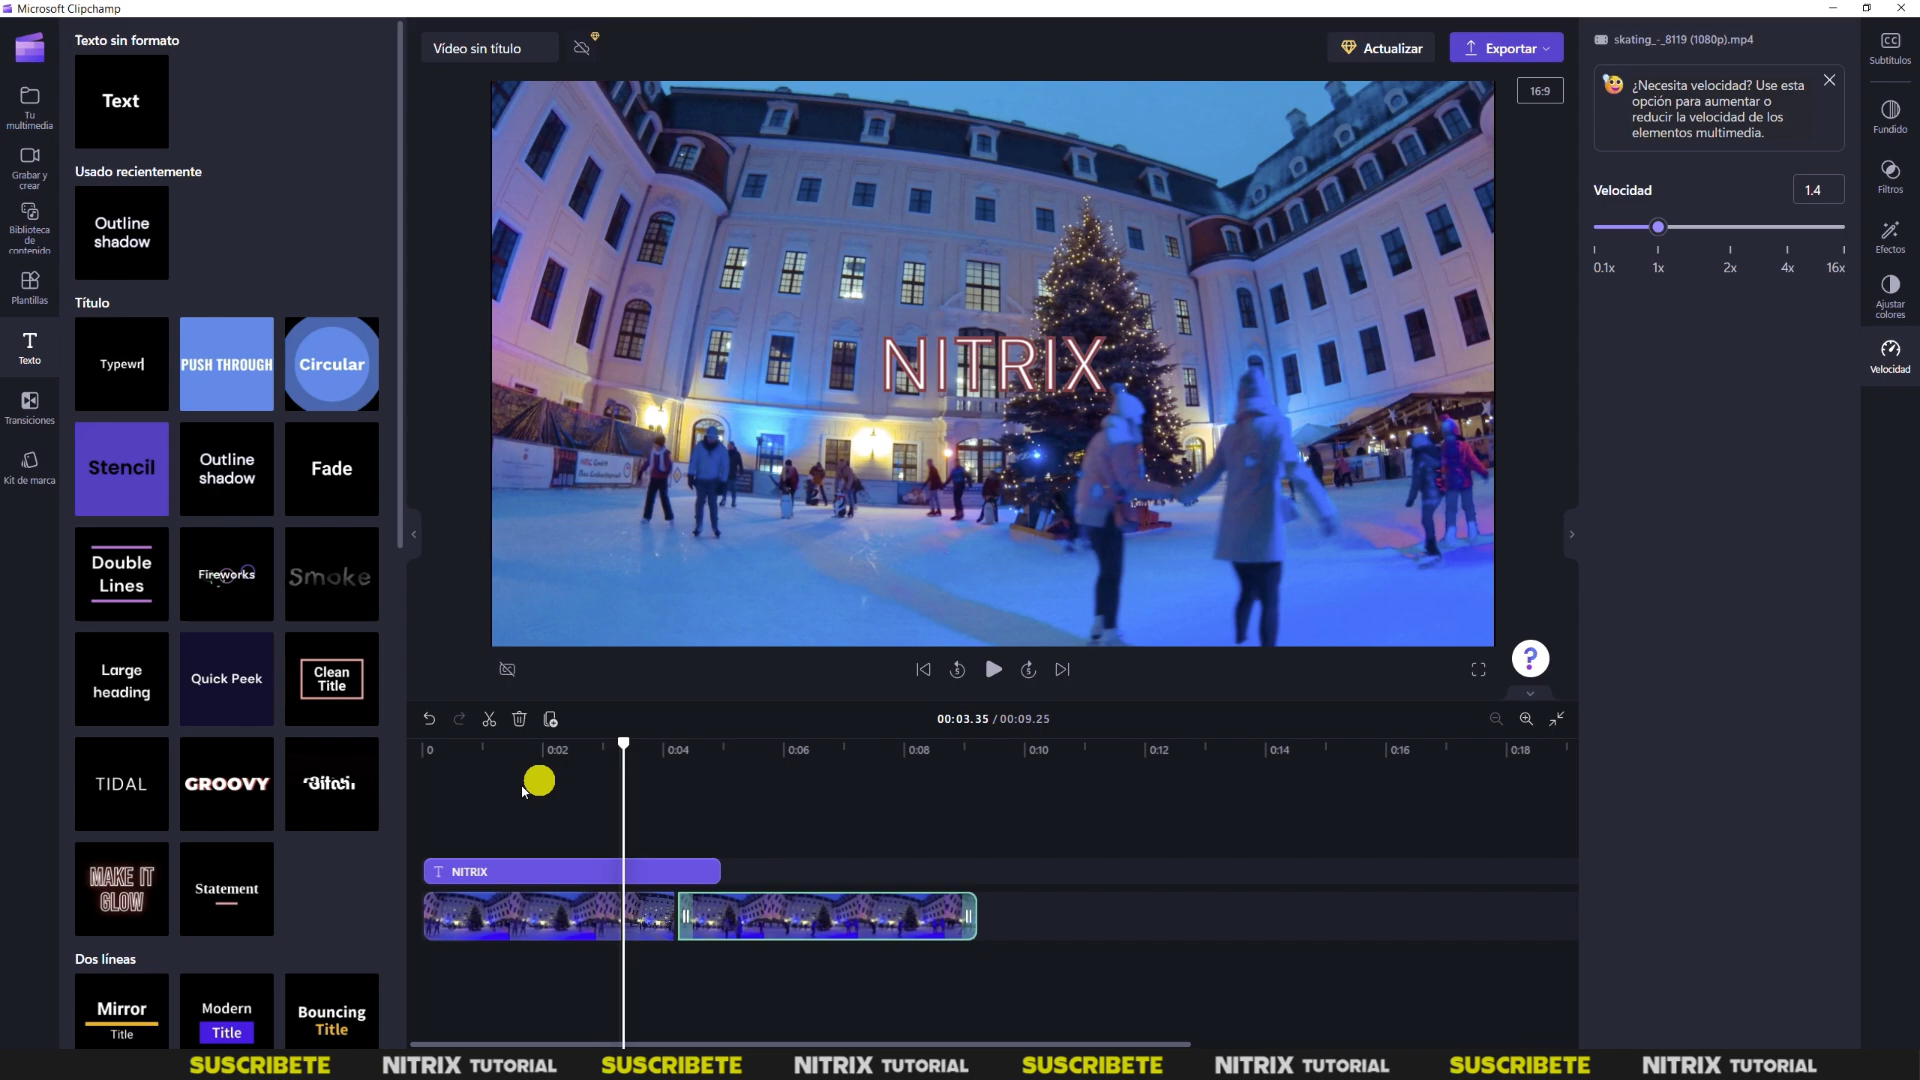 Microsoft Clipchamp
Tu multimedia
Grabar y crear
Biblioteca de contenido
Plantillas
Texto
Transiciones
Kit de marca
Texto sin formato
Text
Usado recientemente
Outline shadow
Título
Typewr
PUSH THROUGH
Circular
Stencil
Outline shadow
Fade
Double Lines
Fireworks
Smoke
Large heading
Quick Peek
Clean Title
TIDAL
GROOVY
MAKE IT GLOW
Statement
Dos líneas
Mirror Title
Modern Title
Bouncing Title
Vídeo sin título
Actualizar
Exportar
16:9
NITRIX
?
00:03.35 / 00:09.25
0 0:02 0:04 0:06 0:08 0:10 0:12 0:14 0:16 0:18
T NITRIX
skating_-_8119 (1080p).mp4
¿Necesita velocidad? Use esta
opción para aumentar o
reducir la velocidad de los
elementos multimedia.
Velocidad 1.4
0.1x 1x 2x 4x 16x
CC
Subtítulos
Fundido
Filtros
Efectos
Ajustar colores
Velocidad
SUSCRIBETE NITRIX TUTORIAL SUSCRIBETE NITRIX TUTORIAL SUSCRIBETE NITRIX TUTORIAL SUSCRIBETE NITRIX TUTORIAL